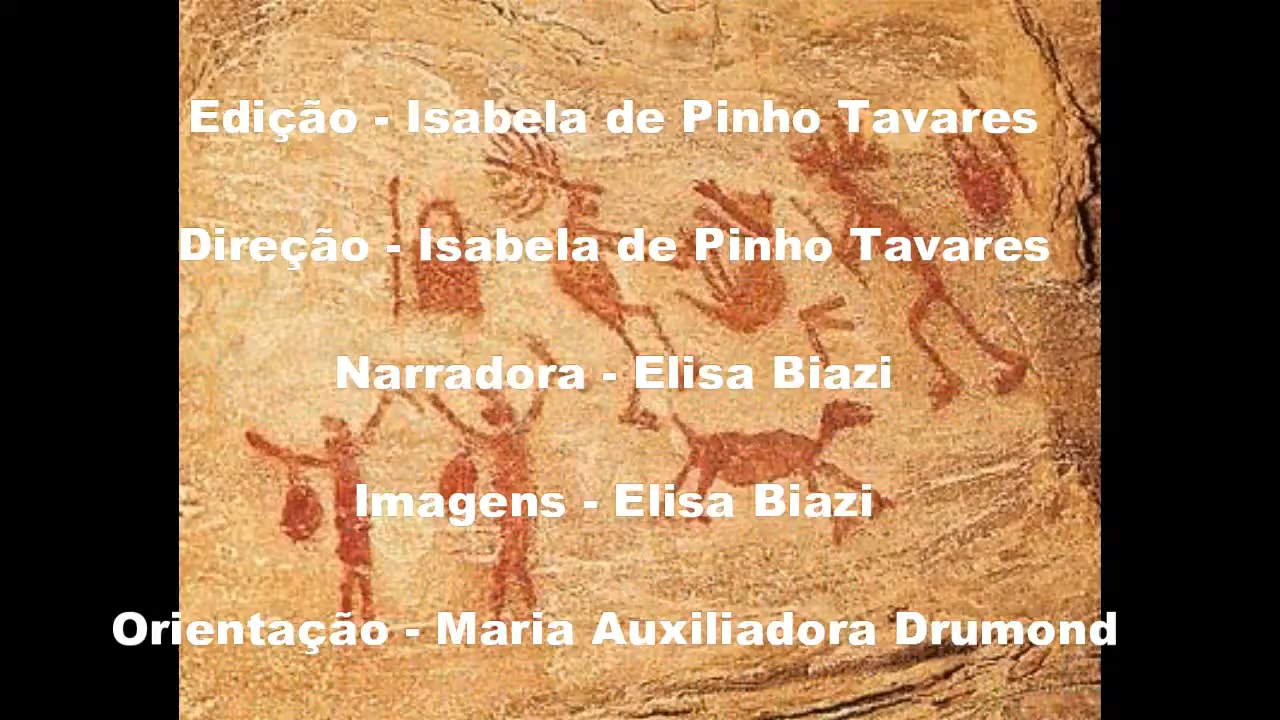 Edição - Isabela de Pinho Tavares
Direção - Isabela de Pinho Tavares
Narradora - Elisa Biazi
Imagens - Elisa Biazi
Orientação - Maria Auxiliadora Drumond